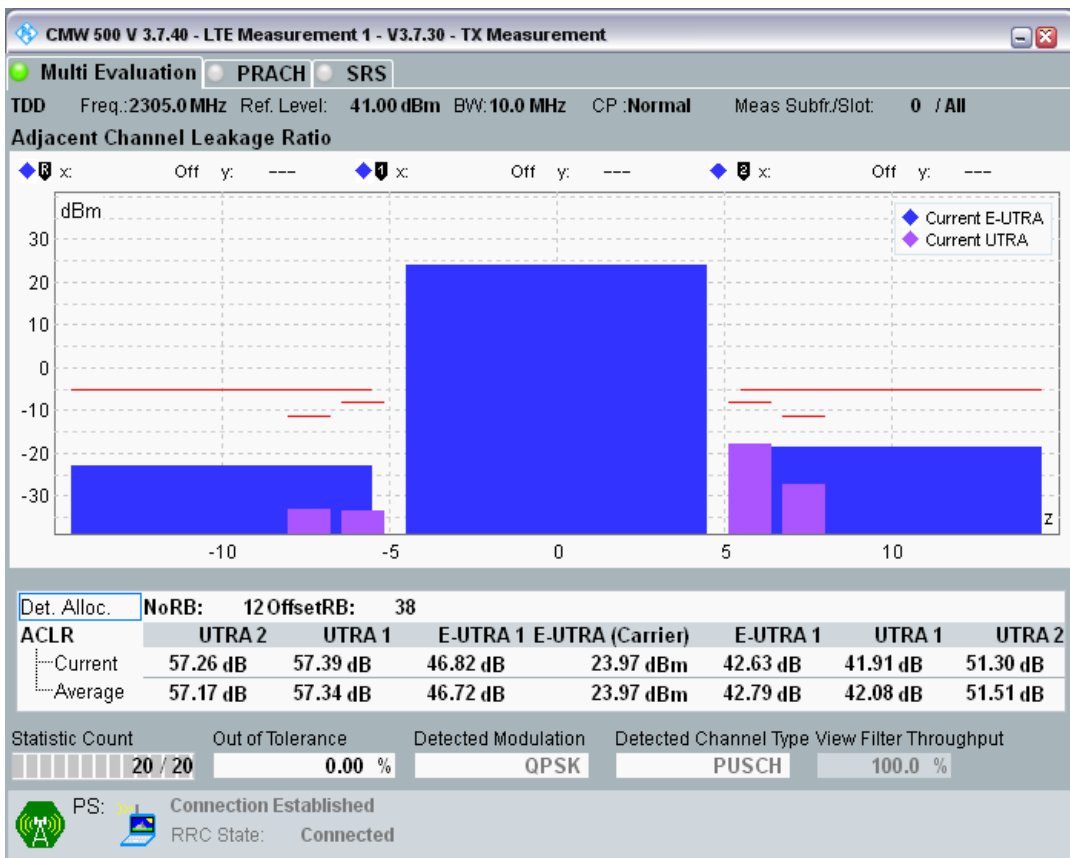 CMW 500 V 3.7.40 - LTE Measurement 1 - V3.7.30 - TX Measurement
Multi Evaluation PRACH SRS
TDD Freq.:2305.0 MHz Ref. Level: 41.00 dBm BW:10.0 MHz CP :Normal Meas Subfr./Slot: 0 / All
Adjacent Channel Leakage Ratio
R x: Off y: --- 1 x: Off y: --- 2 x: Off y: ---
dBm
Current E-UTRA
Current UTRA
30
20
10
0
-10
-20
-30
z
-10 -5 0 5 10
Det. Alloc. NoRB: 12 OffsetRB: 38
ACLR UTRA 2 UTRA 1 E-UTRA 1 E-UTRA (Carrier) E-UTRA 1 UTRA 1 UTRA 2
Current 57.26 dB 57.39 dB 46.82 dB 23.97 dBm 42.63 dB 41.91 dB 51.30 dB
Average 57.17 dB 57.34 dB 46.72 dB 23.97 dBm 42.79 dB 42.08 dB 51.51 dB
Statistic Count Out of Tolerance Detected Modulation Detected Channel Type View Filter Throughput
20 / 20 0.00 % QPSK PUSCH 100.0 %
PS: Connection Established
RRC State: Connected